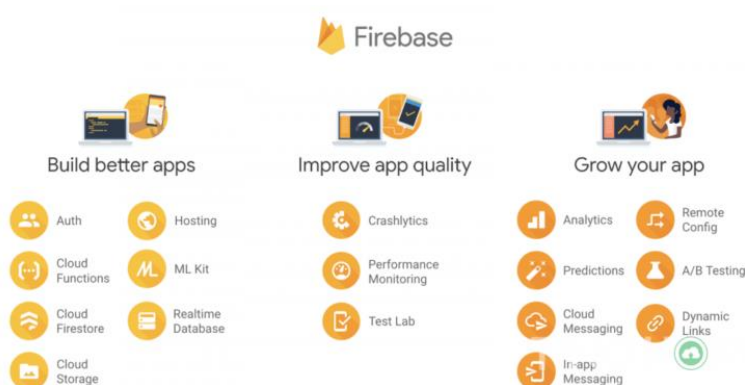 Firebase
Build better apps
Auth
Hosting
Cloud
Functions
ML Kit
Cloud
Firestore
Realtime
Database
Cloud
Storage
Improve app quality
Crashlytics
Performance
Monitoring
Test Lab
Grow your app
Analytics
Remote
Config
Predictions
A/B Testing
Cloud
Messaging
Dynamic
Links
In-app
Messaging